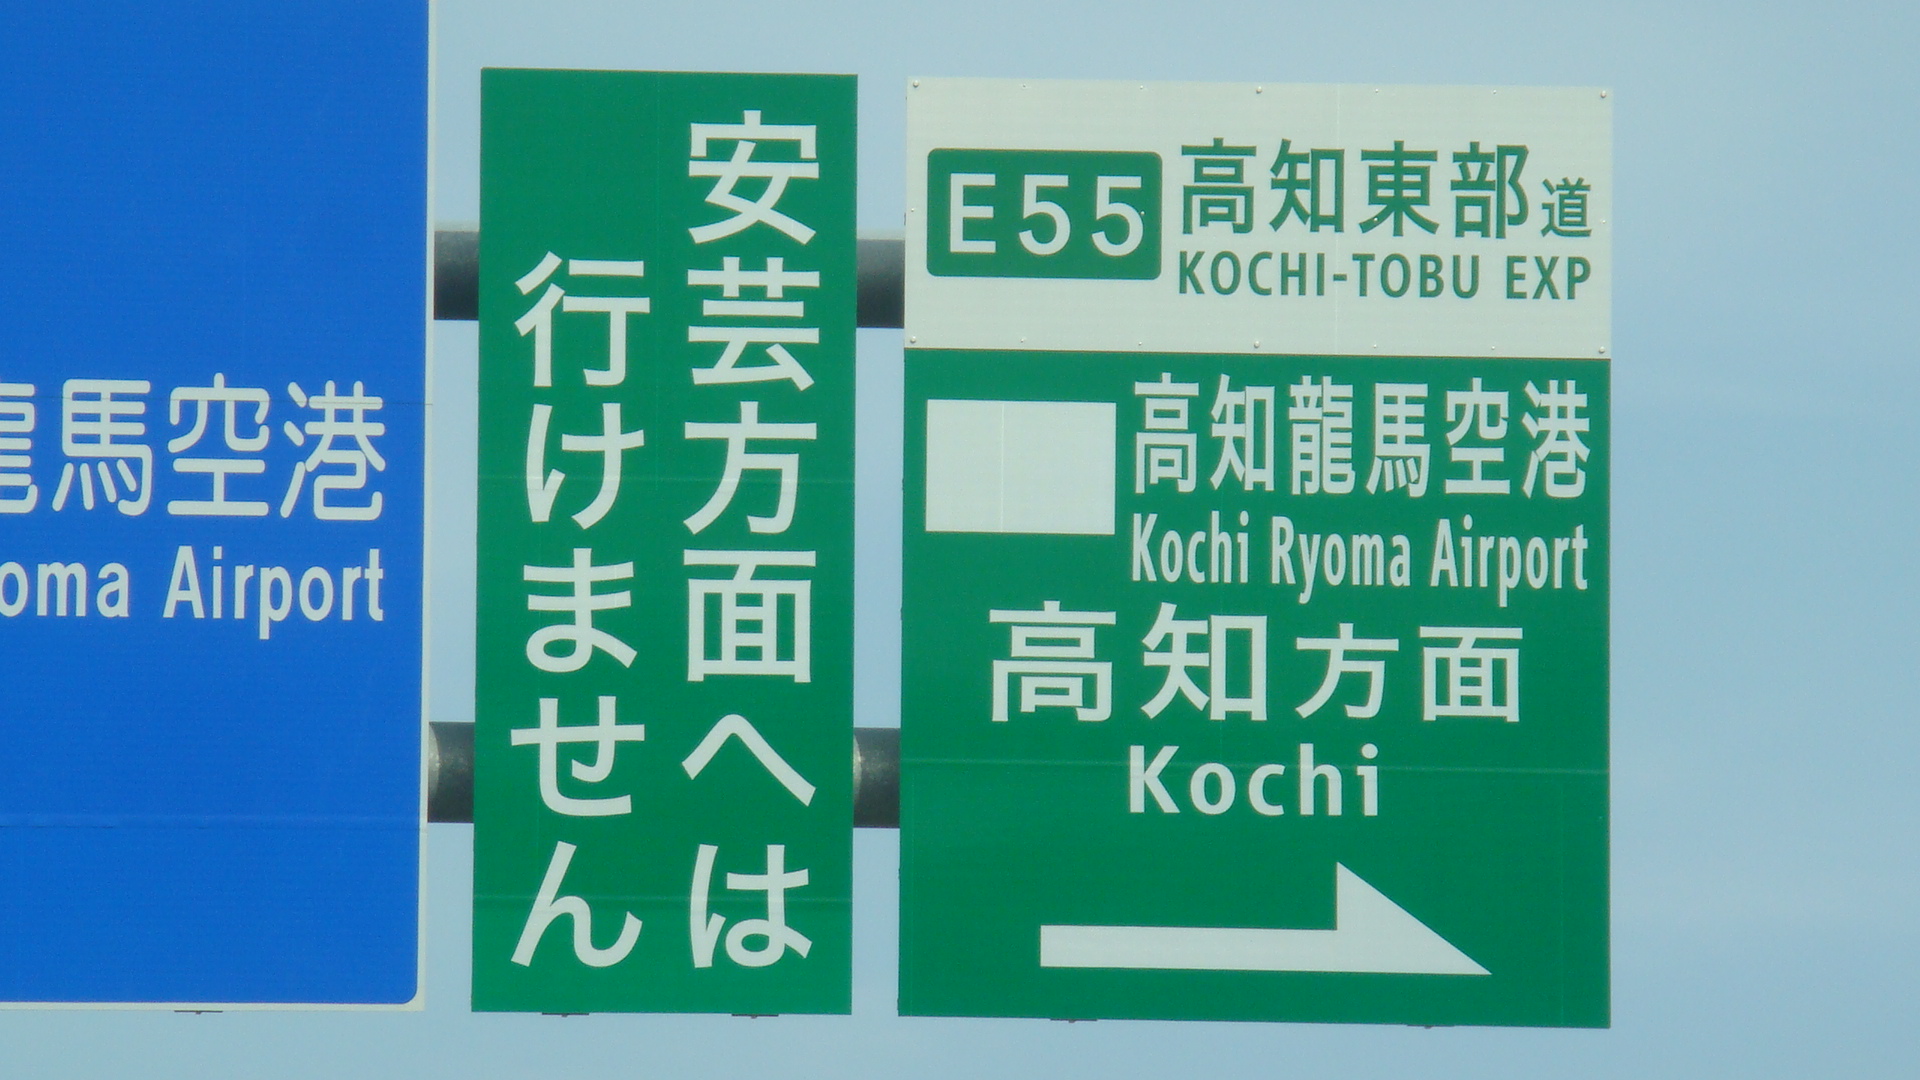 龍馬空港
oma Airport
安芸方面へは
行けません
E55 高知東部道
KOCHI-TOBU EXP
高知龍馬空港
Kochi Ryoma Airport
高知方面
Kochi